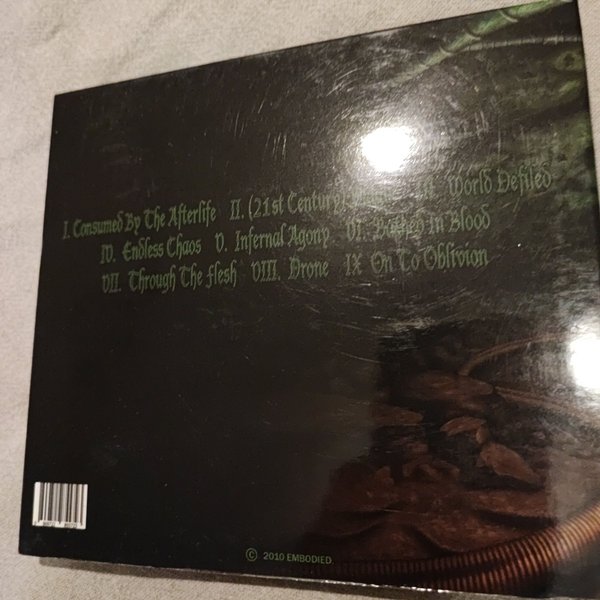 I. Consumed By The Afterlife II. (21st Century) III. World Defiled
IV. Endless Chaos V. Infernal Agony VI. Bathed In Blood
VII. Through The Flesh VIII. Drone IX On To Oblivion
© 2010 EMBODIED.